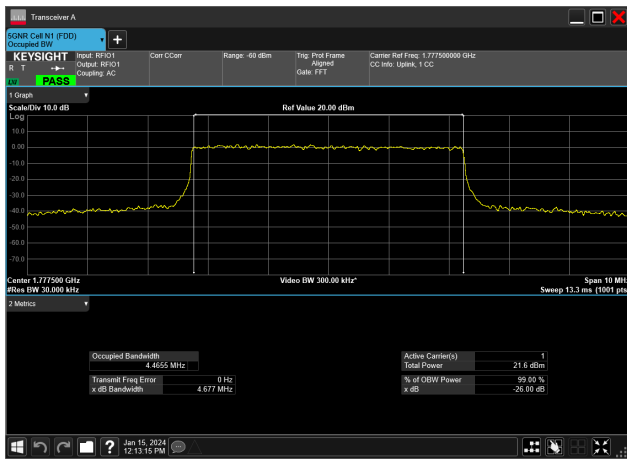 Transceiver A
5GNR Cell N1 (FDD)
Occupied BW
+
KEYSIGHT
R T
LNI
PASS
Input: RFIO1
Output: RFIO1
Coupling: AC
Corr CCorr
Range: -60 dBm
Trig: Prot Frame
Aligned
Gate: FFT
Carrier Ref Freq: 1.777500000 GHz
CC Info: Uplink, 1 CC
1 Graph
Scale/Div 10.0 dB
Ref Value 20.00 dBm
Log
10.0
0.00
-10.0
-20.0
-30.0
-40.0
-50.0
-60.0
-70.0
Center 1.777500 GHz
Video BW 300.00 kHz*
Span 10 MH
#Res BW 30.000 kHz
Sweep 13.3 ms (1001 pts
2 Metrics
Occupied Bandwidth
4.4655 MHz
Active Carrier(s) 1
Total Power 21.6 dBm
Transmit Freq Error 0 Hz
x dB Bandwidth 4.677 MHz
% of OBW Power 99.00 %
x dB -26.00 dB
?
Jan 15, 2024
12:13:15 PM